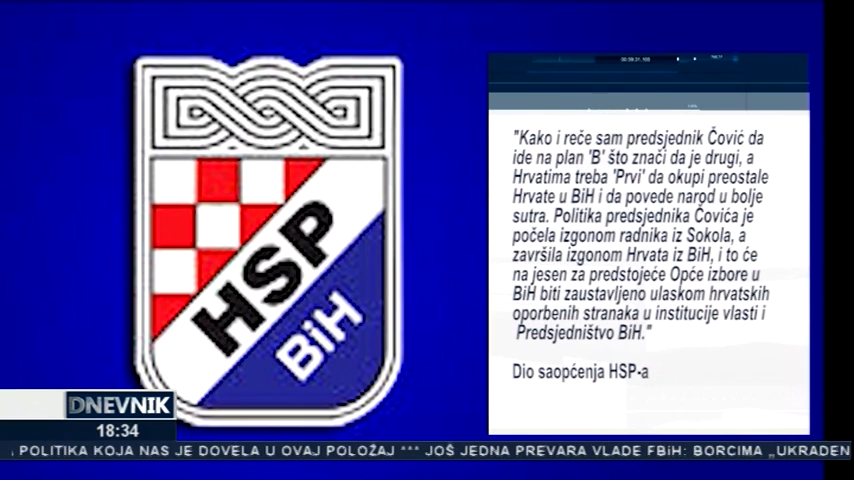 HSP
BiH
"Kako i reče sam predsjednik Čović da
ide na plan 'B' što znači da je drugi, a
Hrvatima treba 'Prvi' da okupi preostale
Hrvate u BiH i da povede narod u bolje
sutra. Politika predsjednika Čovića je
počela izgonom radnika iz Sokola, a
završila izgonom Hrvata iz BiH, i to će
na jesen za predstojeće Opće izbore u
BiH biti zaustavljeno ulaskom hrvatskih
oporbenih stranaka u institucije vlasti i
Predsjedništvo BiH."
Dio saopćenja HSP-a
DNEVNIK
18:34
POLITIKA KOJA NAS JE DOVELA U OVAJ POLOŽAJ *** JOŠ JEDNA PREVARA VLADE FBiH: BORCIMA „UKRADEN